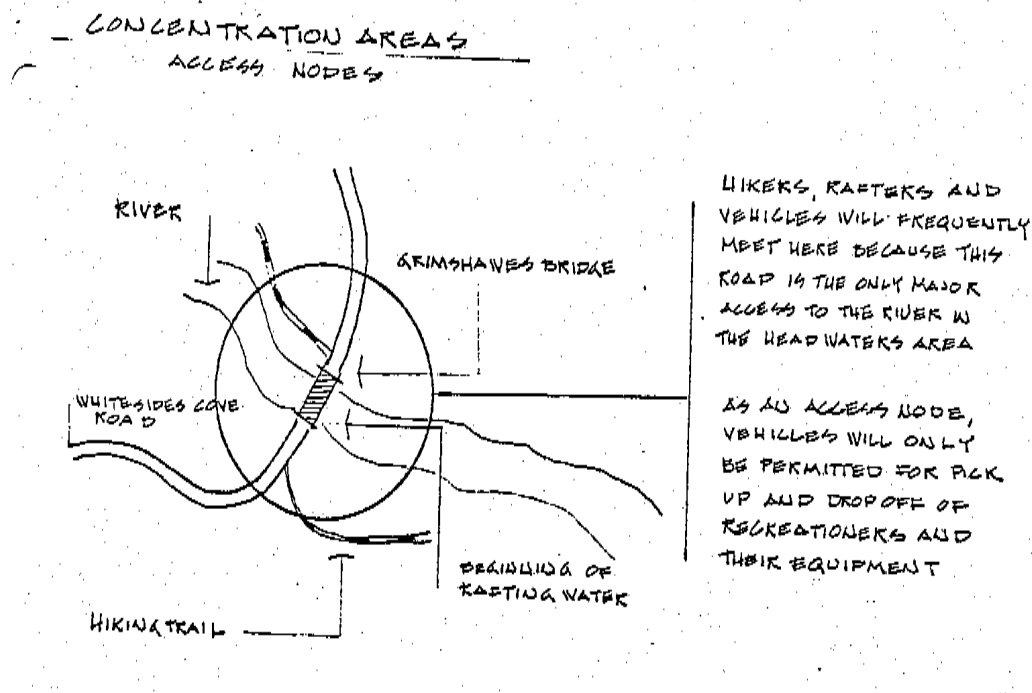 CONCENTRATION AREAS
ACCESS NODES
RIVER
GRIMSHAWES BRIDGE
WHITESIDES COVE
ROAD
HIKING TRAIL
BEGINNING OF
RAFTING WATER
HIKERS, RAFTERS AND
VEHICLES WILL FREQUENTLY
MEET HERE BECAUSE THIS
ROAD IS THE ONLY MAJOR
ACCESS TO THE RIVER IN
THE HEADWATERS AREA
AS AN ACCESS NODE,
VEHICLES WILL ONLY
BE PERMITTED FOR PICK
UP AND DROP OFF OF
RECREATIONERS AND
THEIR EQUIPMENT